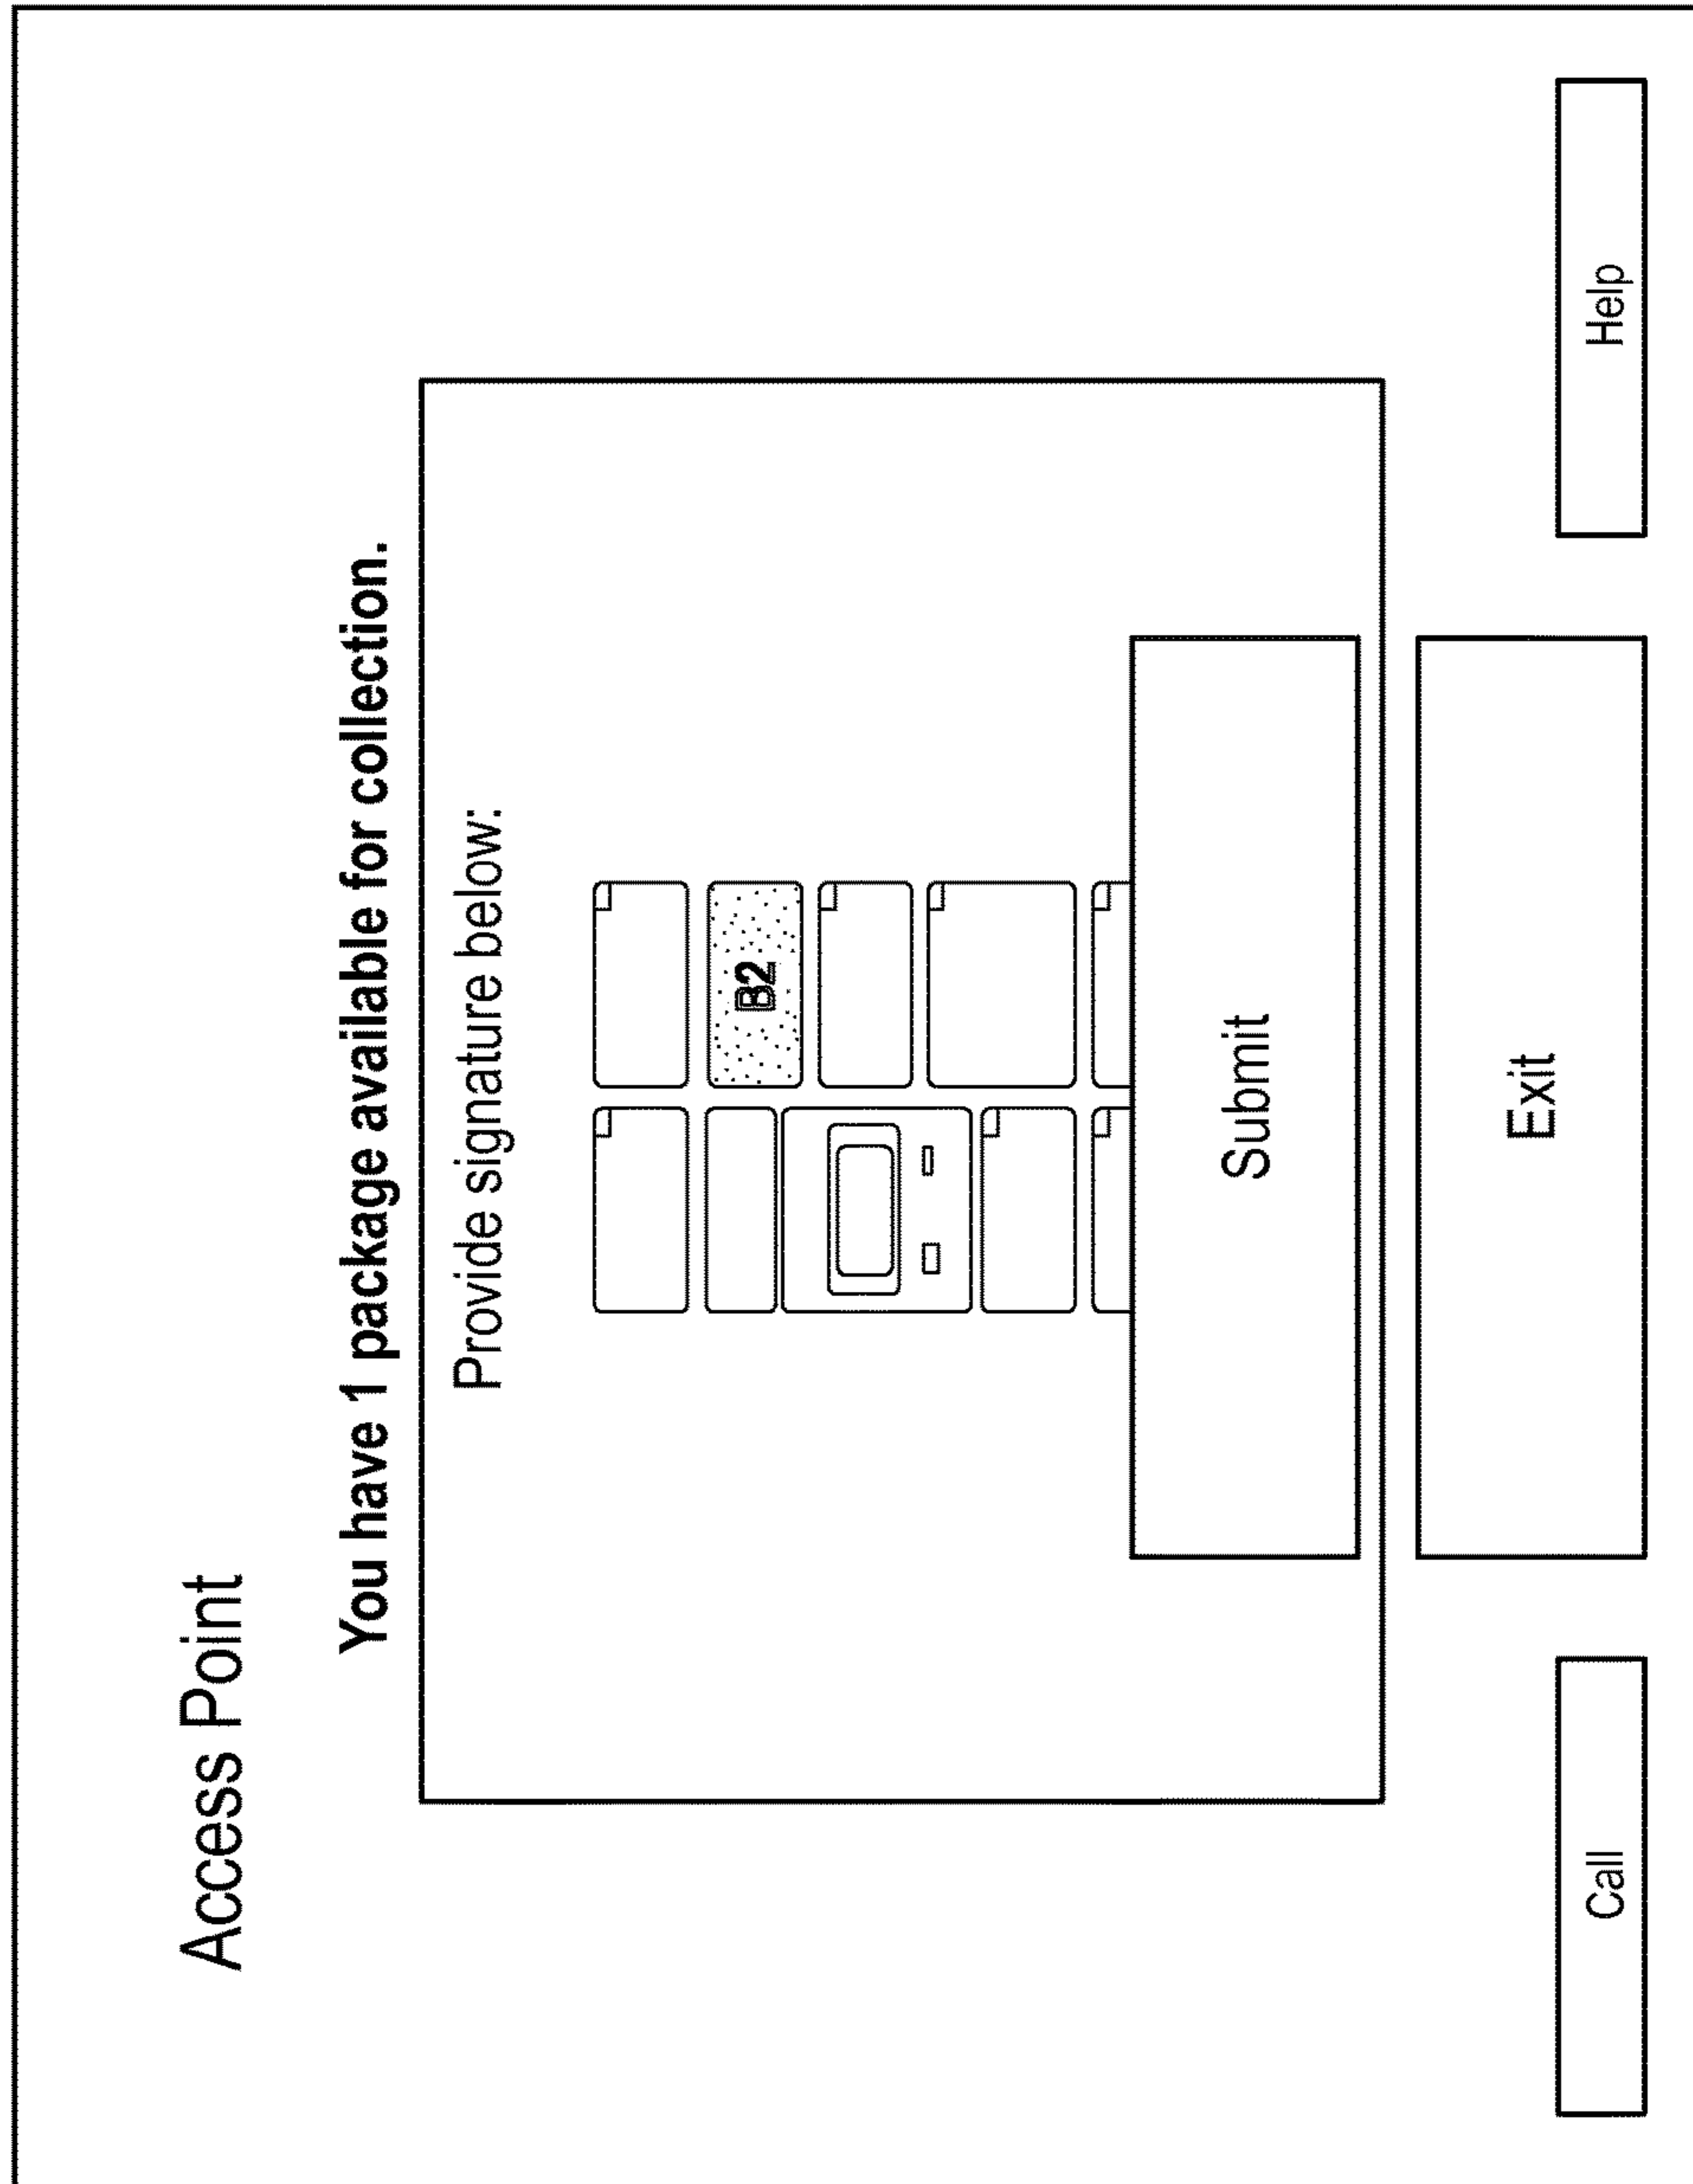 Access Point
You have 1 package available for collection.
Provide signature below:
B2
Submit
Call
Exit
Help